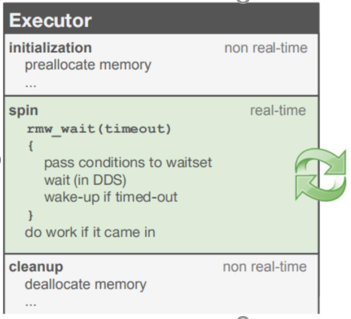 Executor
initialization non real-time
preallocate memory
...
spin real-time
rmw_wait(timeout)
{
pass conditions to waitset
wait (in DDS)
wake-up if timed-out
}
do work if it came in
cleanup non real-time
deallocate memory
...